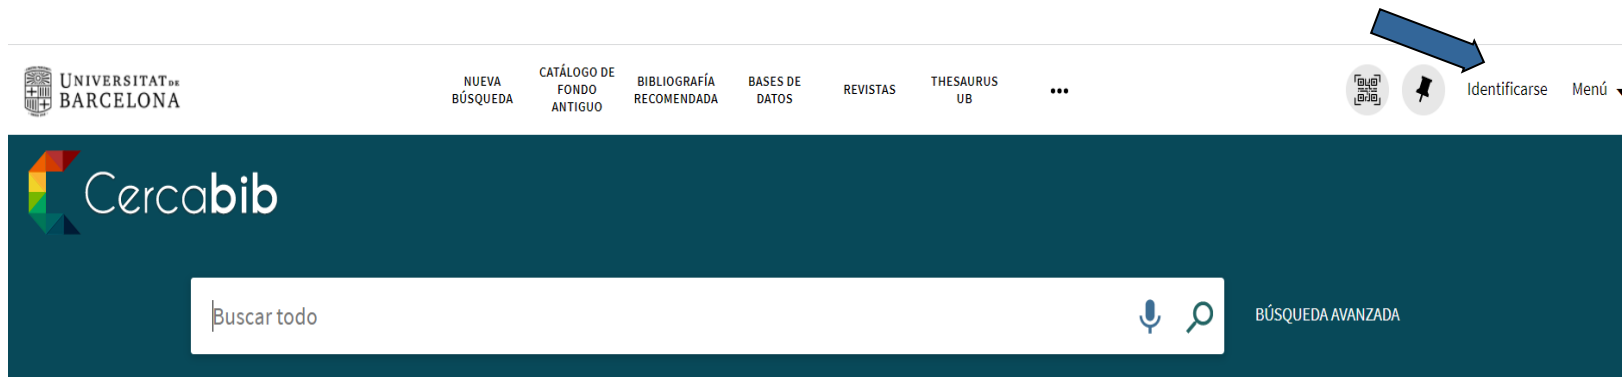 UNIVERSITAT DE
BARCELONA
NUEVA
BÚSQUEDA
CATÁLOGO DE
FONDO
ANTIGUO
BIBLIOGRAFÍA
RECOMENDADA
BASES DE
DATOS
REVISTAS
THESAURUS
UB
•••
Identificarse
Menú
Cercabib
Buscar todo
BÚSQUEDA AVANZADA